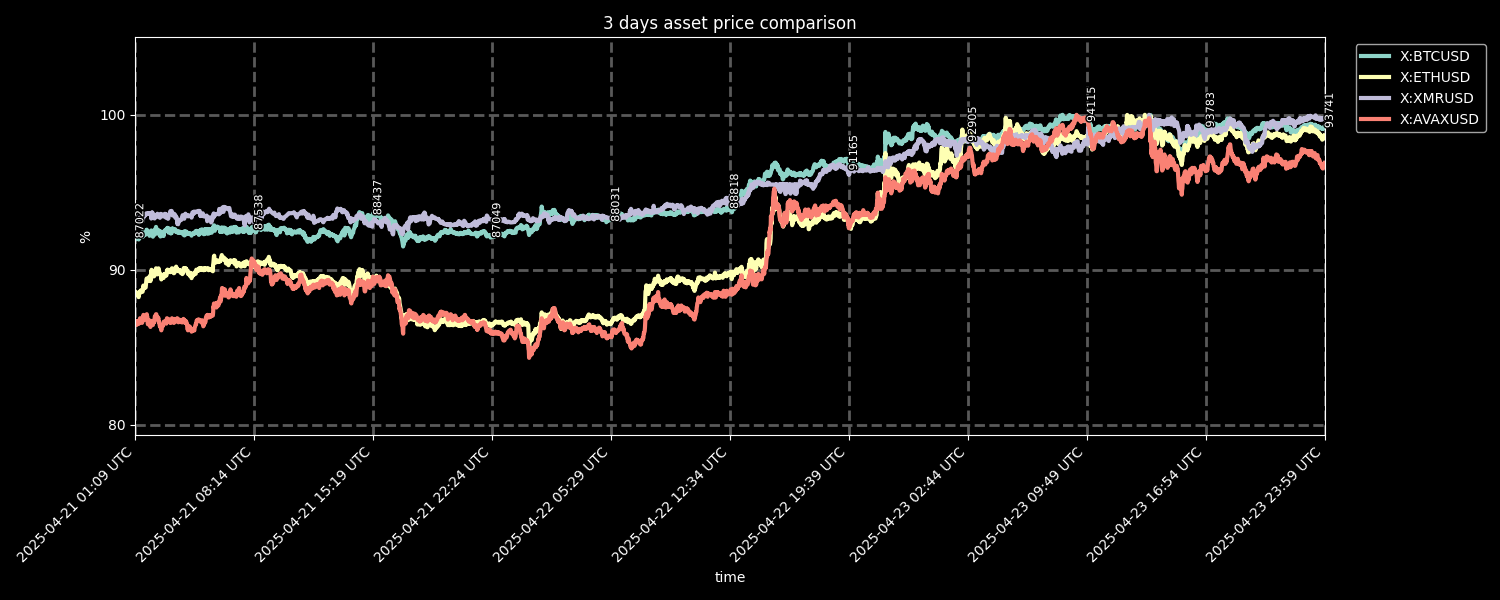 3 days asset price comparison
X:BTCUSD
X:ETHUSD
X:XMRUSD
X:AVAXUSD
%
100
90
80
87022
87538
88437
87049
88031
88818
91165
92905
94115
93783
93741
2025-04-21 01:09 UTC
2025-04-21 08:14 UTC
2025-04-21 15:19 UTC
2025-04-21 22:24 UTC
2025-04-22 05:29 UTC
2025-04-22 12:34 UTC
2025-04-22 19:39 UTC
2025-04-23 02:44 UTC
2025-04-23 09:49 UTC
2025-04-23 16:54 UTC
2025-04-23 23:59 UTC
time